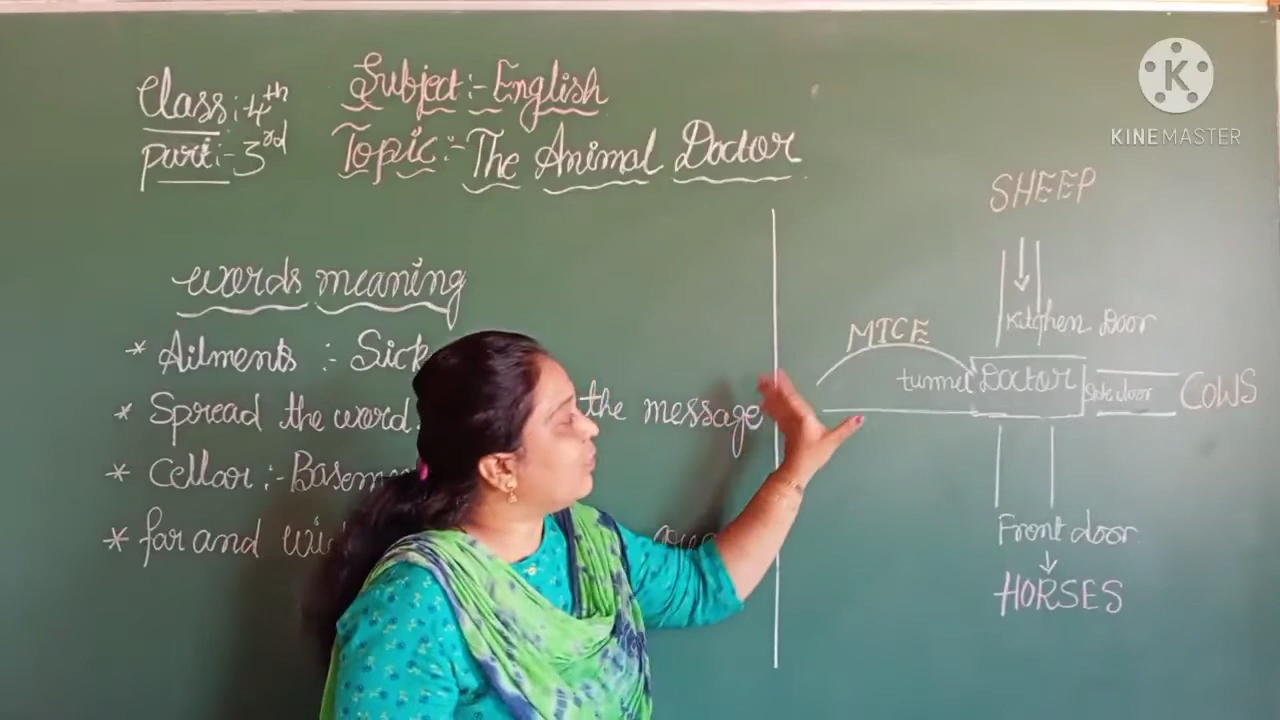 Class:4th
Part:-3rd
Subject:-English
Topic:-The Animal Doctor
words meaning
* Ailments : Sick
* Spread the word. the message
* Cellar :- Basem
* far and wi
KINEMASTER
SHEEP
Kitchen Door
MICE
tunnel Doctor Side door COWS
Front door
HORSES